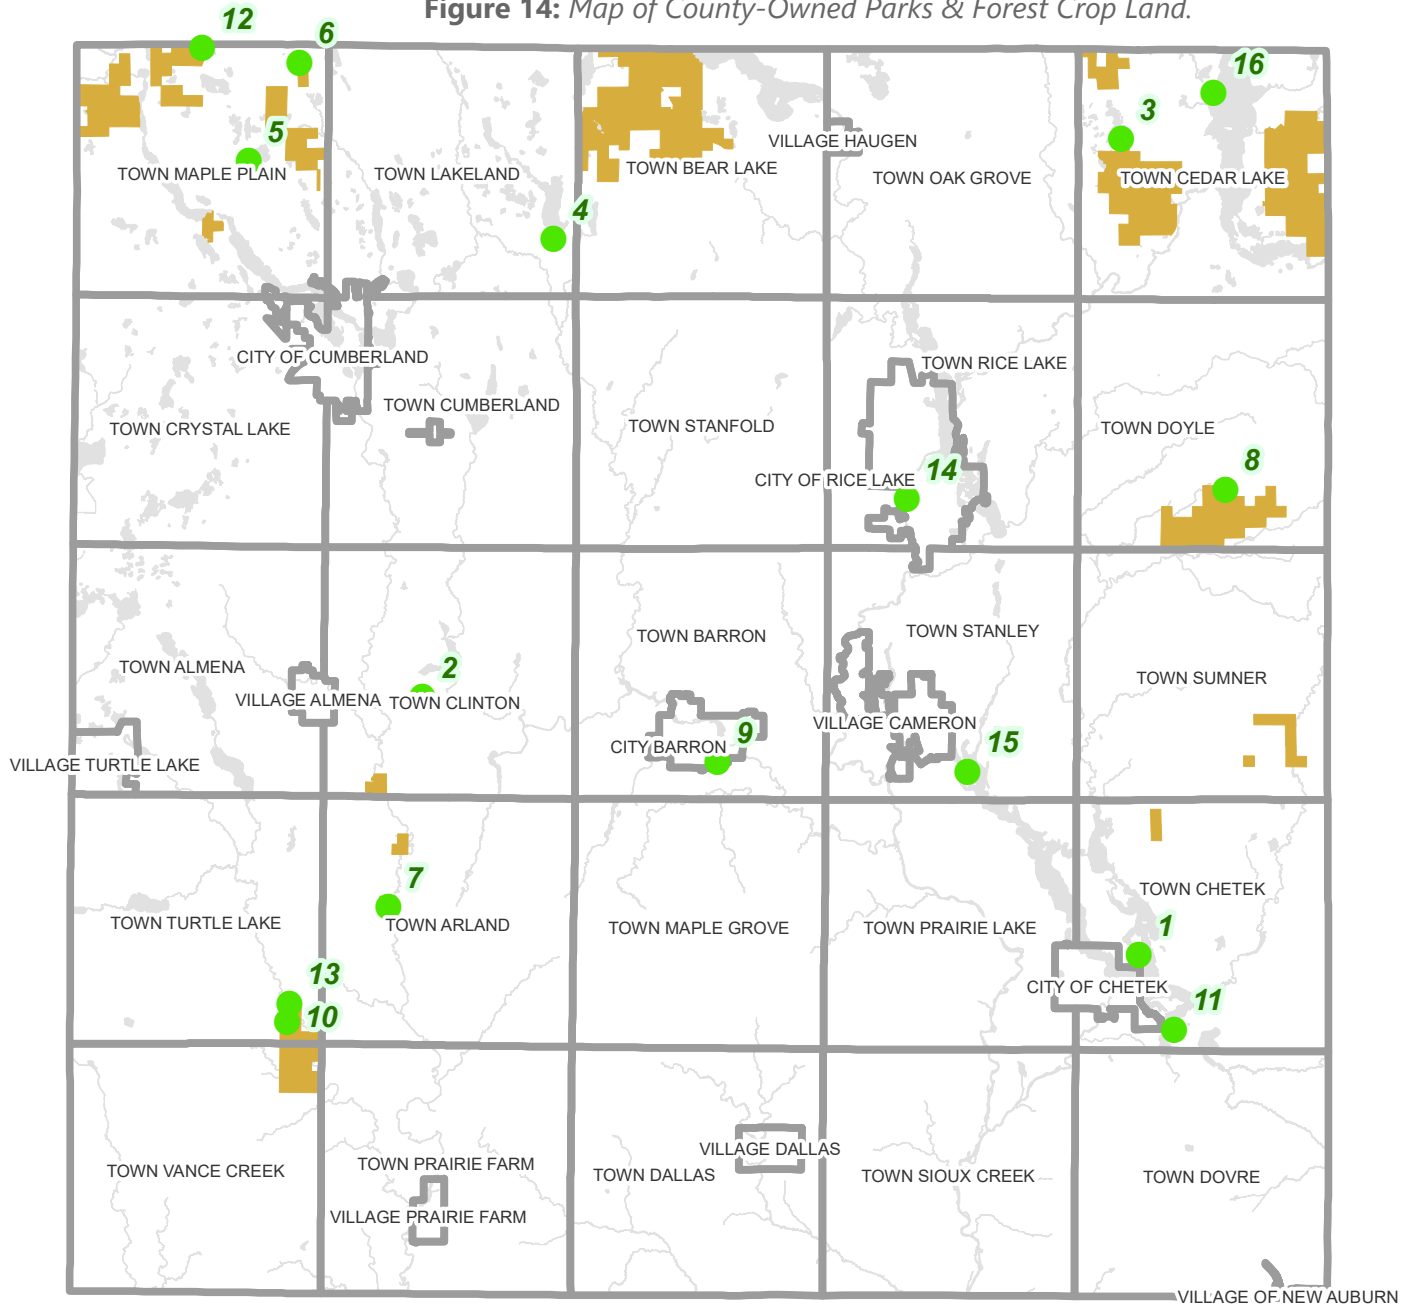 Figure 14: Map of County-Owned Parks & Forest Crop Land.
12
6
16
3
5
VILLAGE HAUGEN
TOWN MAPLE PLAIN
TOWN LAKELAND
TOWN BEAR LAKE
TOWN OAK GROVE
TOWN CEDAR LAKE
4
CITY OF CUMBERLAND
TOWN RICE LAKE
TOWN CUMBERLAND
TOWN CRYSTAL LAKE
TOWN STANFOLD
TOWN DOYLE
8
14
CITY OF RICE LAKE
TOWN BARRON
TOWN STANLEY
TOWN ALMENA
2
TOWN SUMNER
VILLAGE ALMENA
TOWN CLINTON
VILLAGE CAMERON
9
CITY BARRON
15
VILLAGE TURTLE LAKE
7
TOWN CHETEK
TOWN TURTLE LAKE
TOWN ARLAND
TOWN MAPLE GROVE
TOWN PRAIRIE LAKE
1
13
CITY OF CHETEK
11
10
VILLAGE DALLAS
TOWN VANCE CREEK
TOWN PRAIRIE FARM
TOWN DALLAS
TOWN SIOUX CREEK
TOWN DOVRE
VILLAGE PRAIRIE FARM
VILLAGE OF NEW AUBURN